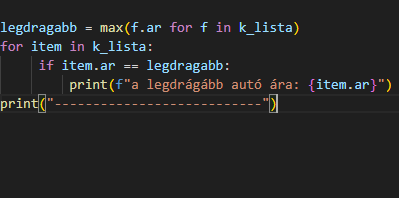 legdragabb = max(f.ar for f in k_lista)
for item in k_lista:
    if item.ar == legdragabb:
        print(f"a legdrágább autó ára: {item.ar}")
print("---------------------------")